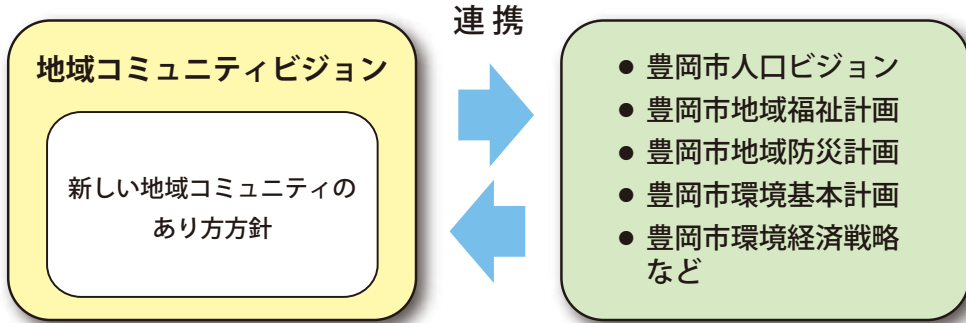 連携
地域コミュニティビジョン
新しい地域コミュニティの
あり方方針
● 豊岡市人口ビジョン
● 豊岡市地域福祉計画
● 豊岡市地域防災計画
● 豊岡市環境基本計画
● 豊岡市環境経済戦略
など